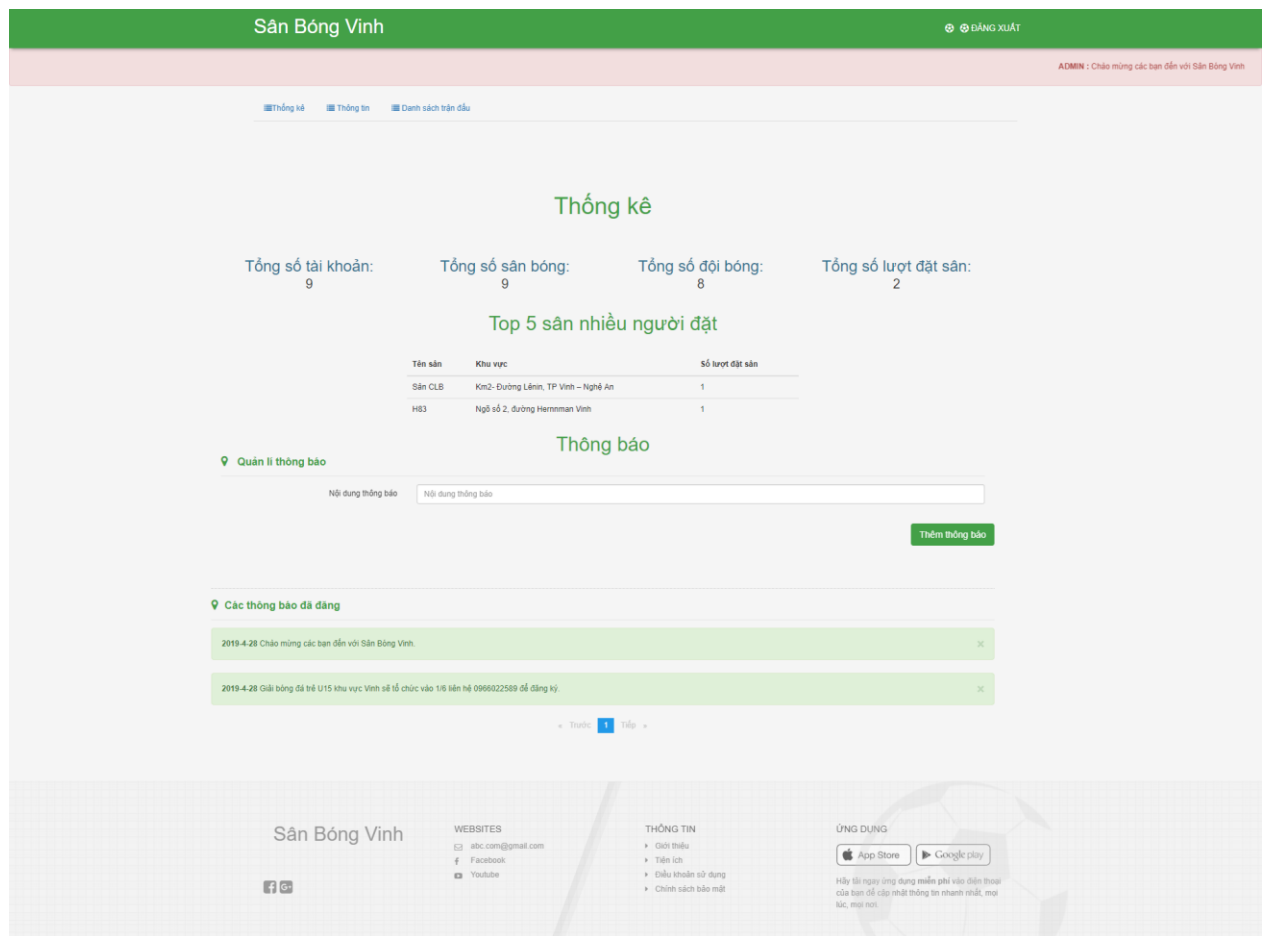 Sân Bóng Vinh
ĐĂNG XUẤT
ADMIN : Chào mừng các bạn đến với Sân Bóng Vinh
Thống kê Thông tin Danh sách trận đấu
Thống kê
Tổng số tài khoản: Tổng số sân bóng: Tổng số đội bóng: Tổng số lượt đặt sân:
9 9 8 2
Top 5 sân nhiều người đặt
Tên sân Khu vực Số lượt đặt sân
Sân CLB Km2- Đường Lênin, TP Vinh – Nghệ An 1
H83 Ngõ số 2, đường Hernnman Vinh 1
Thông báo
Quản lí thông báo
Nội dung thông báo Nội dung thông báo
Thêm thông báo
Các thông báo đã đăng
2019-4-28 Chào mừng các bạn đến với Sân Bóng Vinh. ×
2019-4-28 Giải bóng đá trẻ U15 khu vực Vinh sẽ tổ chức vào 1/6 liên hệ 0966022589 để đăng ký. ×
« Trước 1 Tiếp »
Sân Bóng Vinh
WEBSITES
abc.com@gmail.com
Facebook
Youtube
THÔNG TIN
Giới thiệu
Tiện ích
Điều khoản sử dụng
Chính sách bảo mật
ỨNG DỤNG
App Store Google play
Hãy tải ngay ứng dụng miễn phí vào điện thoại
của bạn để cập nhật thông tin nhanh nhất, mọi
lúc, mọi nơi.